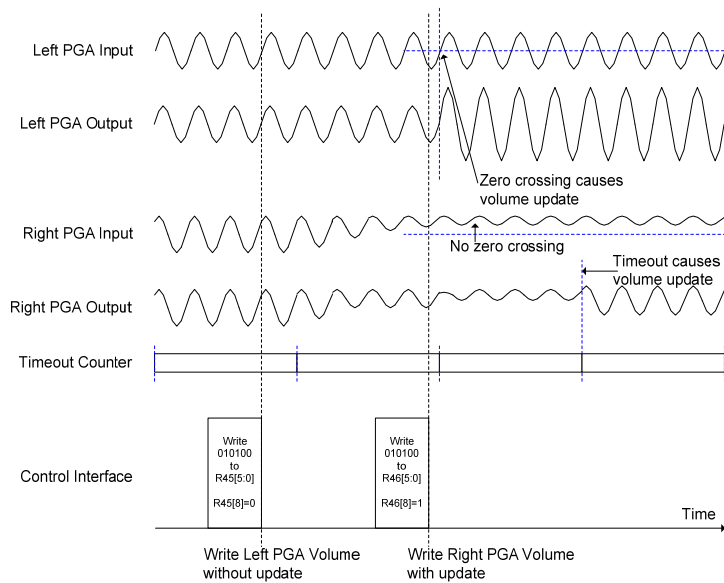 Left PGA Input
Left PGA Output
Zero crossing causes
volume update
Right PGA Input
No zero crossing
Timeout causes
volume update
Right PGA Output
Timeout Counter
Control Interface
Write
010100
to
R45[5:0]
R45[8]=0
Write
010100
to
R46[5:0]
R46[8]=1
Time
Write Left PGA Volume
without update
Write Right PGA Volume
with update